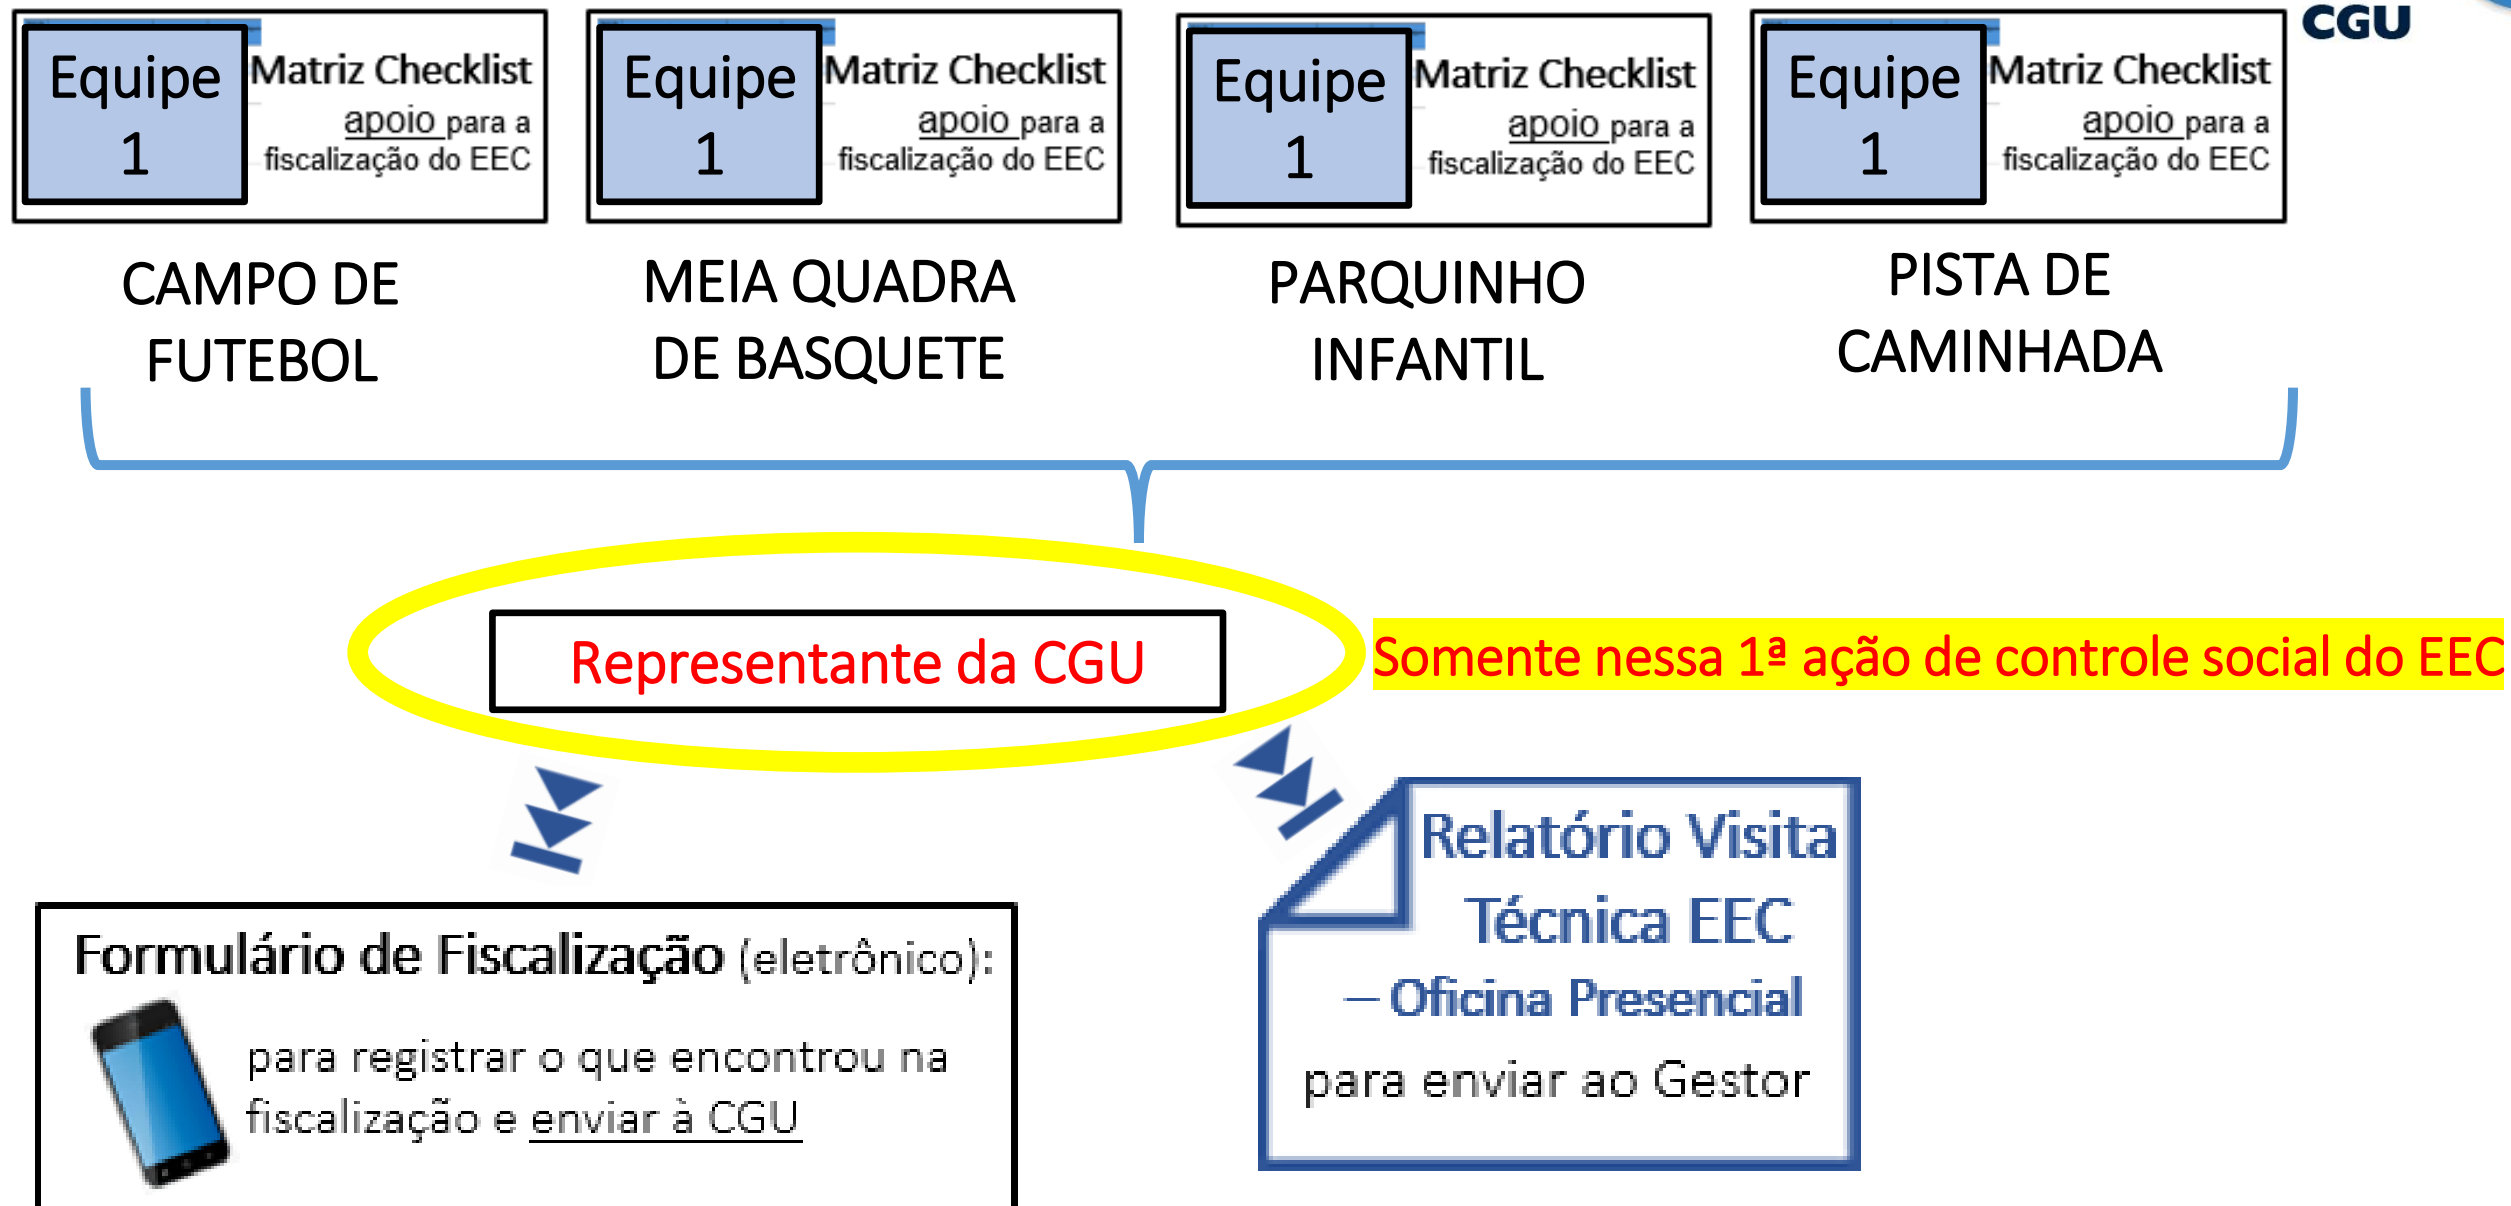 CGU
Equipe
1
Matriz Checklist
apoio para a
fiscalização do EEC
CAMPO DE
FUTEBOL
Equipe
1
Matriz Checklist
apoio para a
fiscalização do EEC
MEIA QUADRA
DE BASQUETE
Equipe
1
Matriz Checklist
apoio para a
fiscalização do EEC
PARQUINHO
INFANTIL
Equipe
1
Matriz Checklist
apoio para a
fiscalização do EEC
PISTA DE
CAMINHADA
Representante da CGU
Somente nessa 1ª ação de controle social do EEC
Formulário de Fiscalização (eletrônico):
para registrar o que encontrou na
fiscalização e enviar à CGU
Relatório Visita
Técnica EEC
– Oficina Presencial
para enviar ao Gestor